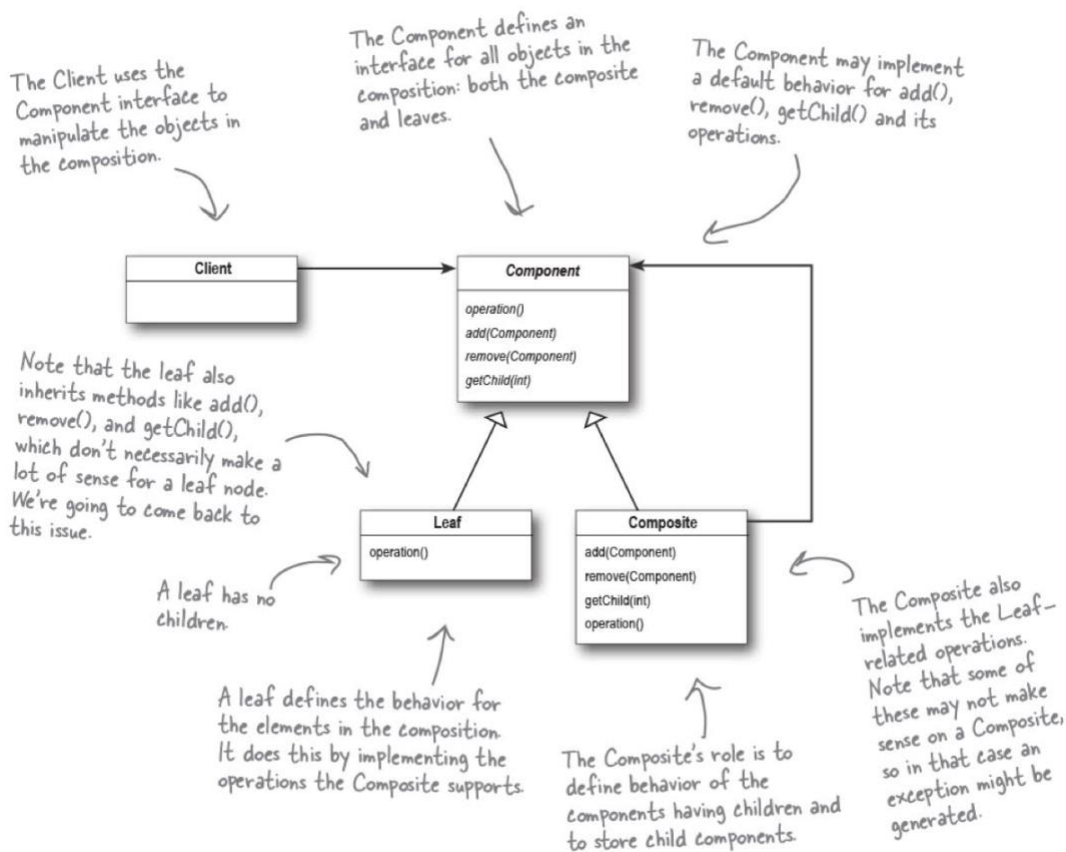 The Client uses the
Component interface to
manipulate the objects in
the composition.
The Component defines an
interface for all objects in the
composition: both the composite
and leaves.
The Component may implement
a default behavior for add(),
remove(), getChild() and its
operations.
Client
Component
operation()
add(Component)
remove(Component)
getChild(int)
Note that the leaf also
inherits methods like add(),
remove(), and getChild(),
which don't necessarily make a
lot of sense for a leaf node.
We're going to come back to
this issue.
Leaf
operation()
Composite
add(Component)
remove(Component)
getChild(int)
operation()
A leaf has no
children.
A leaf defines the behavior for
the elements in the composition.
It does this by implementing the
operations the Composite supports.
The Composite's role is to
define behavior of the
components having children and
to store child components.
The Composite also
implements the Leaf-
related operations.
Note that some of
these may not make
sense on a Composite,
so in that case an
exception might be
generated.